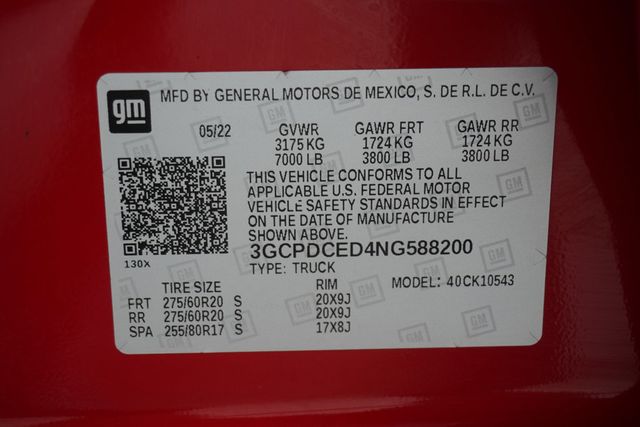 gm MFD BY GENERAL MOTORS DE MEXICO, S. DE R.L. DE C.V.
05/22 GVWR GAWR FRT GAWR RR
3175 KG 1724 KG 1724 KG
7000 LB 3800 LB 3800 LB
THIS VEHICLE CONFORMS TO ALL
APPLICABLE U.S. FEDERAL MOTOR
VEHICLE SAFETY STANDARDS IN EFFECT
ON THE DATE OF MANUFACTURE
SHOWN ABOVE.
3GCPDCED4NG588200
130X
TYPE: TRUCK MODEL: 40CK10543
TIRE SIZE RIM
FRT 275/60R20 S 20X9J
RR 275/60R20 S 20X9J
SPA 255/80R17 S 17X8J